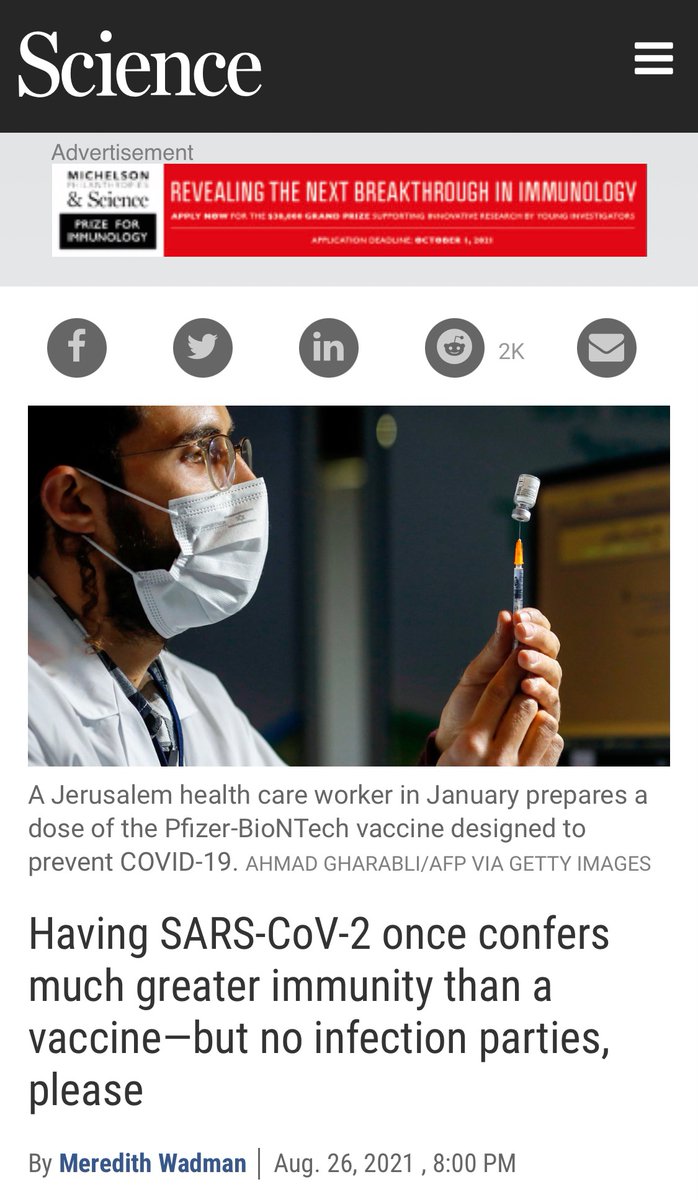 Science
Advertisement
MICHELSON
PHILANTHROPIES
& Science
PRIZE FOR
IMMUNOLOGY
REVEALING THE NEXT BREAKTHROUGH IN IMMUNOLOGY
APPLY NOW FOR THE $30,000 GRAND PRIZE SUPPORTING INNOVATIVE RESEARCH BY YOUNG INVESTIGATORS
APPLICATION DEADLINE: OCTOBER 1, 2021
2K
A Jerusalem health care worker in January prepares a
dose of the Pfizer-BioNTech vaccine designed to
prevent COVID-19. AHMAD GHARABLI/AFP VIA GETTY IMAGES
Having SARS-CoV-2 once confers
much greater immunity than a
vaccine—but no infection parties,
please
By Meredith Wadman | Aug. 26, 2021 , 8:00 PM